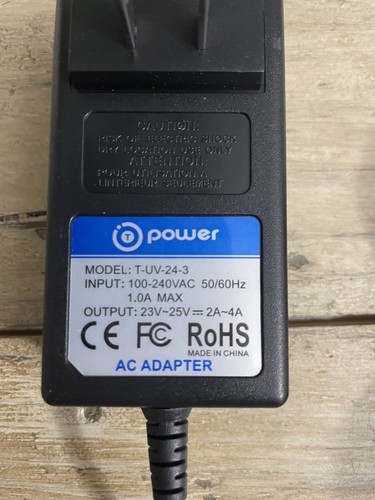 CAUTION:
RISK OF ELECTRIC SHOCK
DRY LOCATION USE ONLY
ATTENTION:
POUR UTILISATION A
L'INTERIEUR SEULEMENT
T power
MODEL: T-UV-24-3
INPUT: 100-240VAC 50/60Hz
1.0A MAX
OUTPUT: 23V~25V⎓2A~4A
CE FC RoHS
MADE IN CHINA
AC ADAPTER